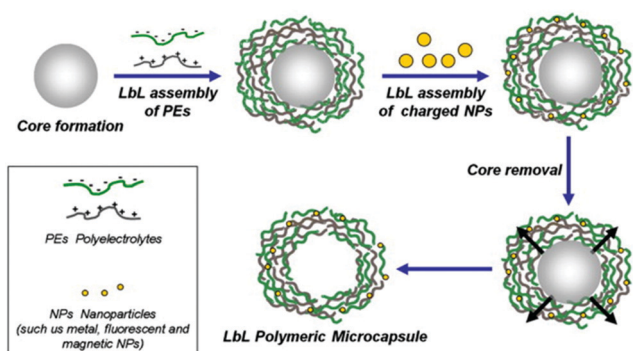 Core formation
LbL assembly
of PEs
LbL assembly
of charged NPs
Core removal
PEs Polyelectrolytes
NPs Nanoparticles
(such us metal, fluorescent and
magnetic NPs)
LbL Polymeric Microcapsule